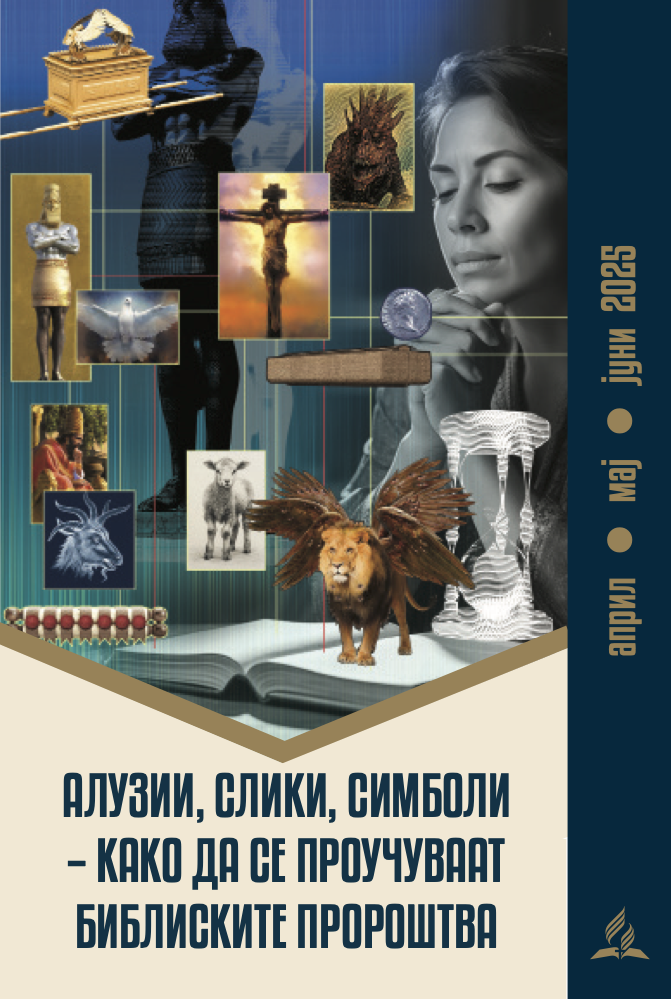 април ● мај ● јуни 2025
АЛУЗИИ, СЛИКИ, СИМБОЛИ
– КАКО ДА СЕ ПРОУЧУВААТ
БИБЛИСКИТЕ ПРОРОШТВА